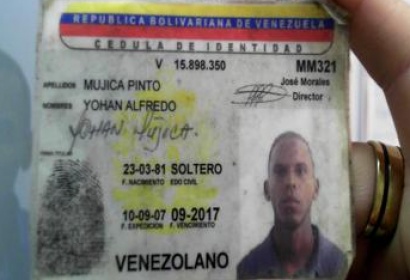 REPUBLICA BOLIVARIANA DE VENEZUELA
CEDULA DE IDENTIDAD
V 15.898.350 MM321
APELLIDOS MUJICA PINTO José Morales
Director
NOMBRES YOHAN ALFREDO
Yohan Mujica.
F. TITULAR
23-03-81 SOLTERO
F. NACIMIENTO EDO CIVIL
10-09-07 09-2017
F. EXPEDICION F. VENCIMIENTO
VENEZOLANO